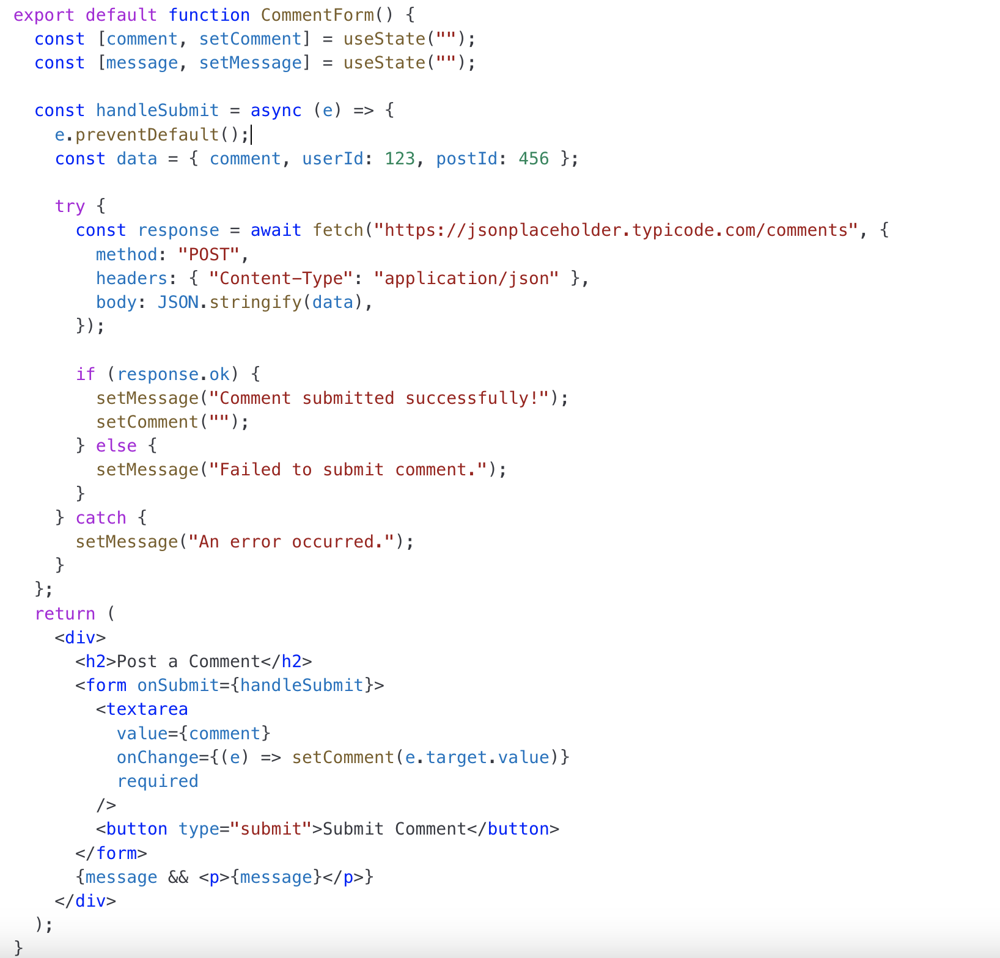 export default function CommentForm() {
  const [comment, setComment] = useState("");
  const [message, setMessage] = useState("");

  const handleSubmit = async (e) => {
    e.preventDefault();
    const data = { comment, userId: 123, postId: 456 };

    try {
      const response = await fetch("https://jsonplaceholder.typicode.com/comments", {
        method: "POST",
        headers: { "Content-Type": "application/json" },
        body: JSON.stringify(data),
      });

      if (response.ok) {
        setMessage("Comment submitted successfully!");
        setComment("");
      } else {
        setMessage("Failed to submit comment.");
      }
    } catch {
      setMessage("An error occurred.");
    }
  };
  return (
    <div>
      <h2>Post a Comment</h2>
      <form onSubmit={handleSubmit}>
        <textarea
          value={comment}
          onChange={(e) => setComment(e.target.value)}
          required
        />
        <button type="submit">Submit Comment</button>
      </form>
      {message && <p>{message}</p>}
    </div>
  );
}